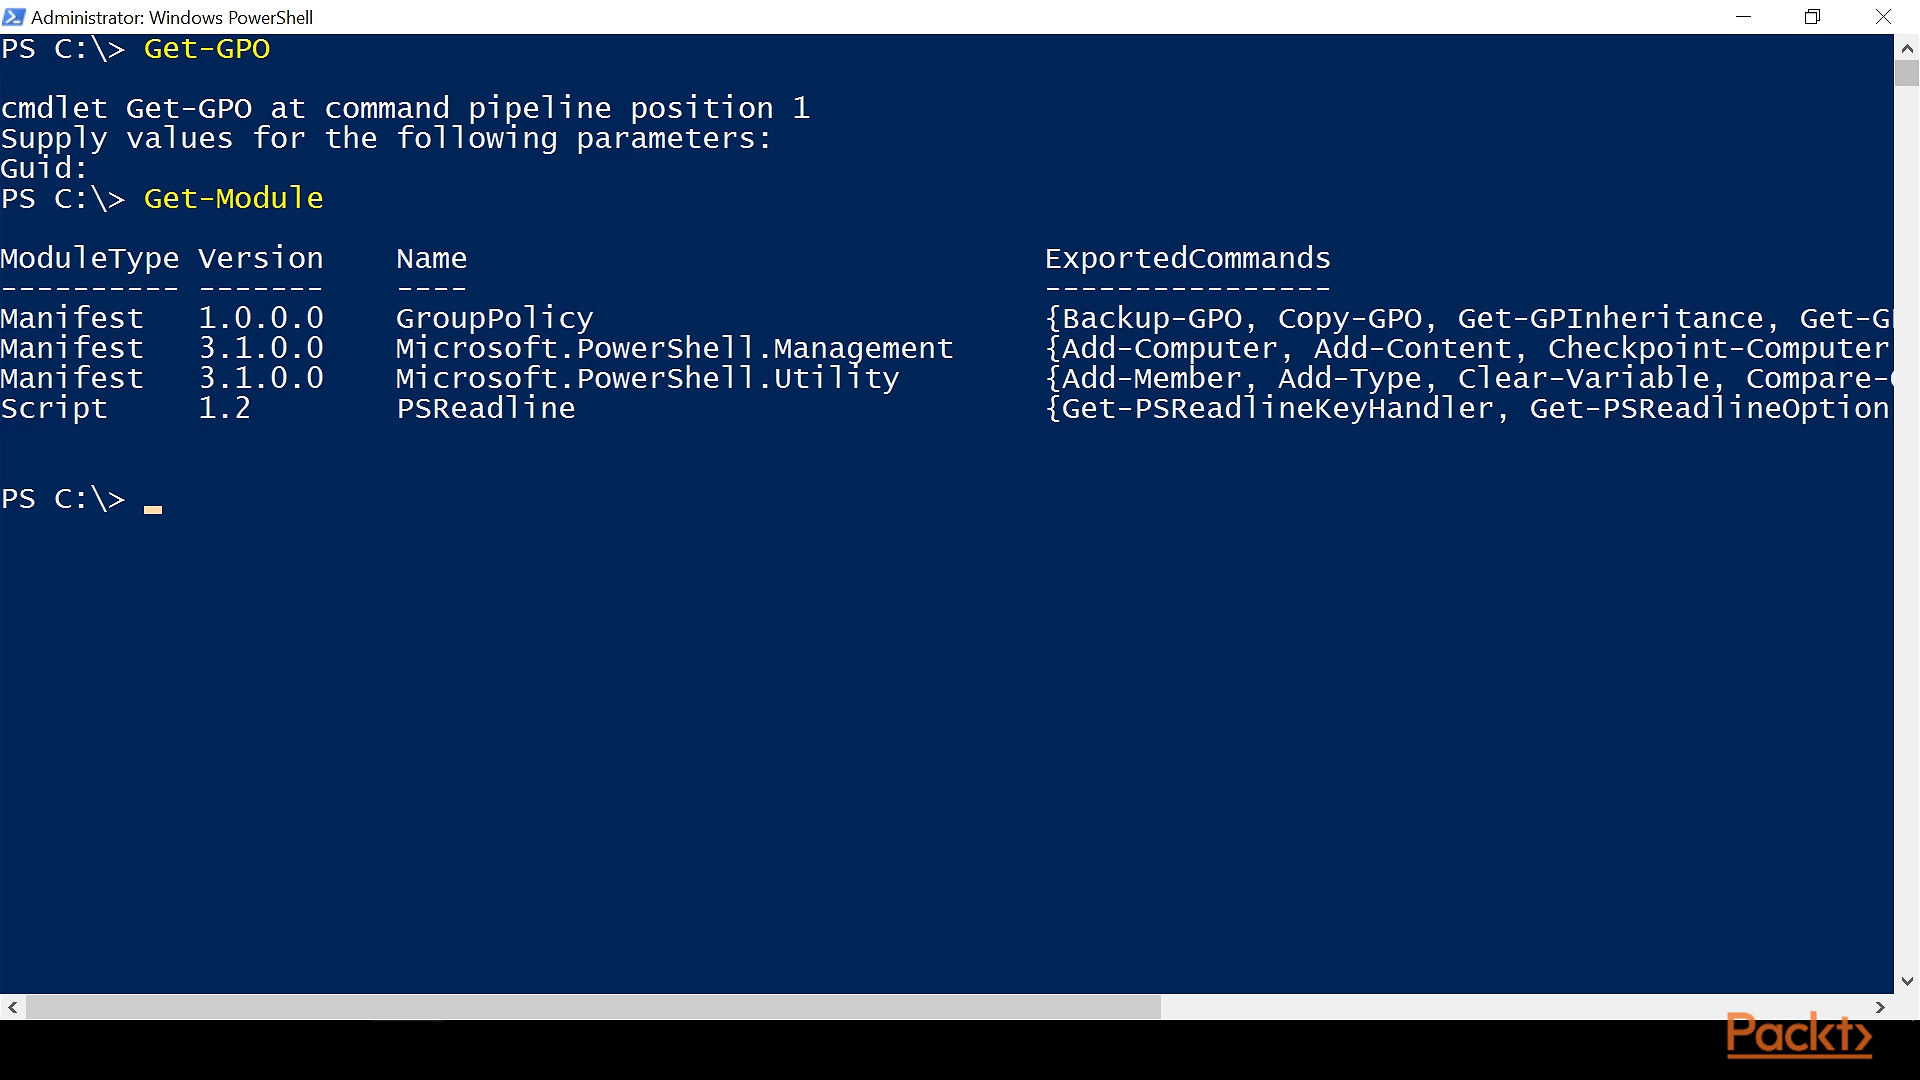 Administrator: Windows PowerShell
PS C:\> Get-GPO
cmdlet Get-GPO at command pipeline position 1
Supply values for the following parameters:
Guid:
PS C:\> Get-Module
ModuleType Version    Name                                ExportedCommands
---------- -------    ----                                ----------------
Manifest   1.0.0.0    GroupPolicy                         {Backup-GPO, Copy-GPO, Get-GPInheritance, Get-G
Manifest   3.1.0.0    Microsoft.PowerShell.Management     {Add-Computer, Add-Content, Checkpoint-Computer
Manifest   3.1.0.0    Microsoft.PowerShell.Utility        {Add-Member, Add-Type, Clear-Variable, Compare-
Script     1.2        PSReadline                          {Get-PSReadlineKeyHandler, Get-PSReadlineOption
PS C:\>
Packt>